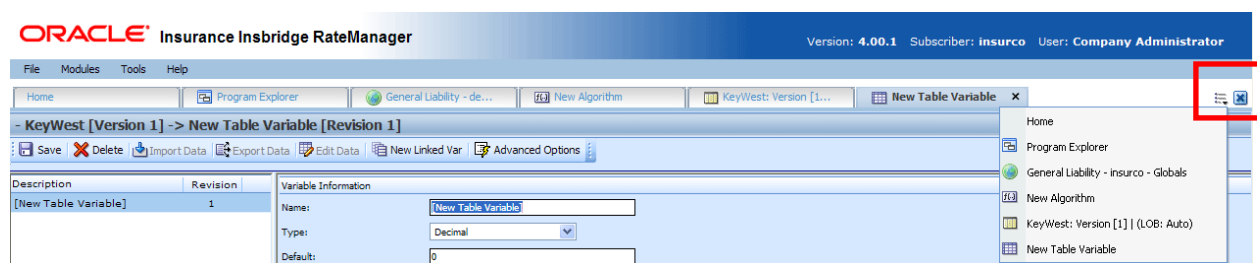 ORACLE® Insurance Insbridge RateManager
Version: 4.00.1 Subscriber: insurco User: Company Administrator
File Modules Tools Help
Home Program Explorer General Liability - de... f(x) New Algorithm KeyWest: Version [1... New Table Variable ×
- KeyWest [Version 1] -> New Table Variable [Revision 1]
Save Delete Import Data Export Data Edit Data New Linked Var Advanced Options
Description Revision Variable Information
[New Table Variable] 1 Name: [New Table Variable]
Type: Decimal
Default: 0
Home
Program Explorer
General Liability - insurco - Globals
f(x) New Algorithm
KeyWest: Version [1] | (LOB: Auto)
New Table Variable